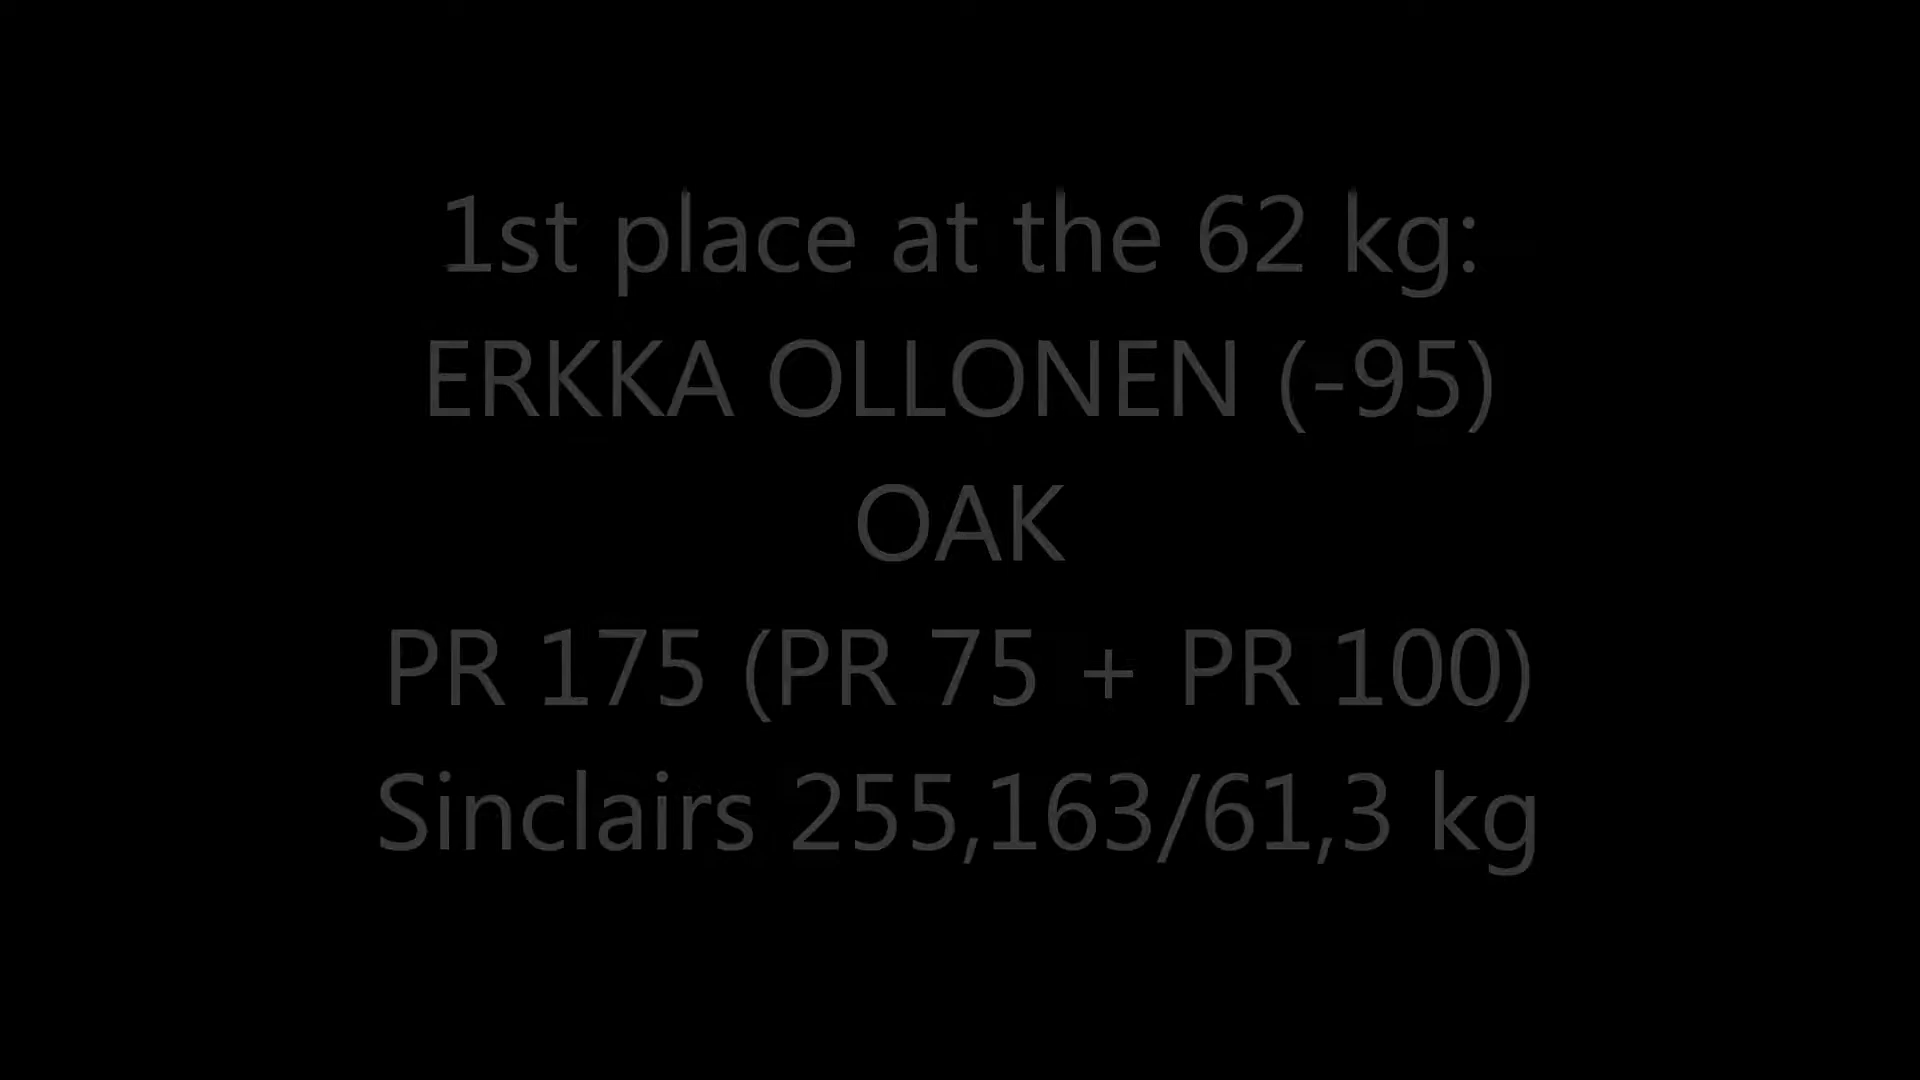 1st place at the 62 kg:
ERKKA OLLONEN (-95)
OAK
PR 175 (PR 75 + PR 100)
Sinclairs 255,163/61,3 kg